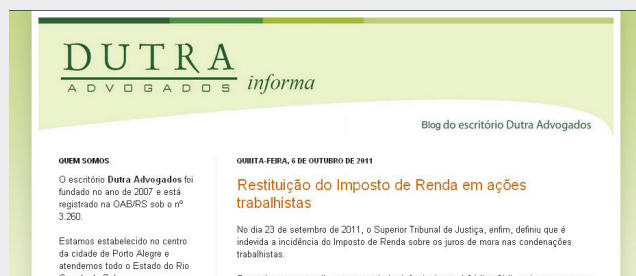 DUTRA
ADVOGADOS informa
Blog do escritório Dutra Advogados
QUEM SOMOS
O escritório Dutra Advogados foi
fundado no ano de 2007 e está
registrado na OAB/RS sob o nº
3.260.
Estamos estabelecido no centro
da cidade de Porto Alegre e
atendemos todo o Estado do Rio
QUINTA-FEIRA, 6 DE OUTUBRO DE 2011
Restituição do Imposto de Renda em ações
trabalhistas
No dia 23 de setembro de 2011, o Superior Tribunal de Justiça, enfim, definiu que é
indevida a incidência do Imposto de Renda sobre os juros de mora nas condenações
trabalhistas.